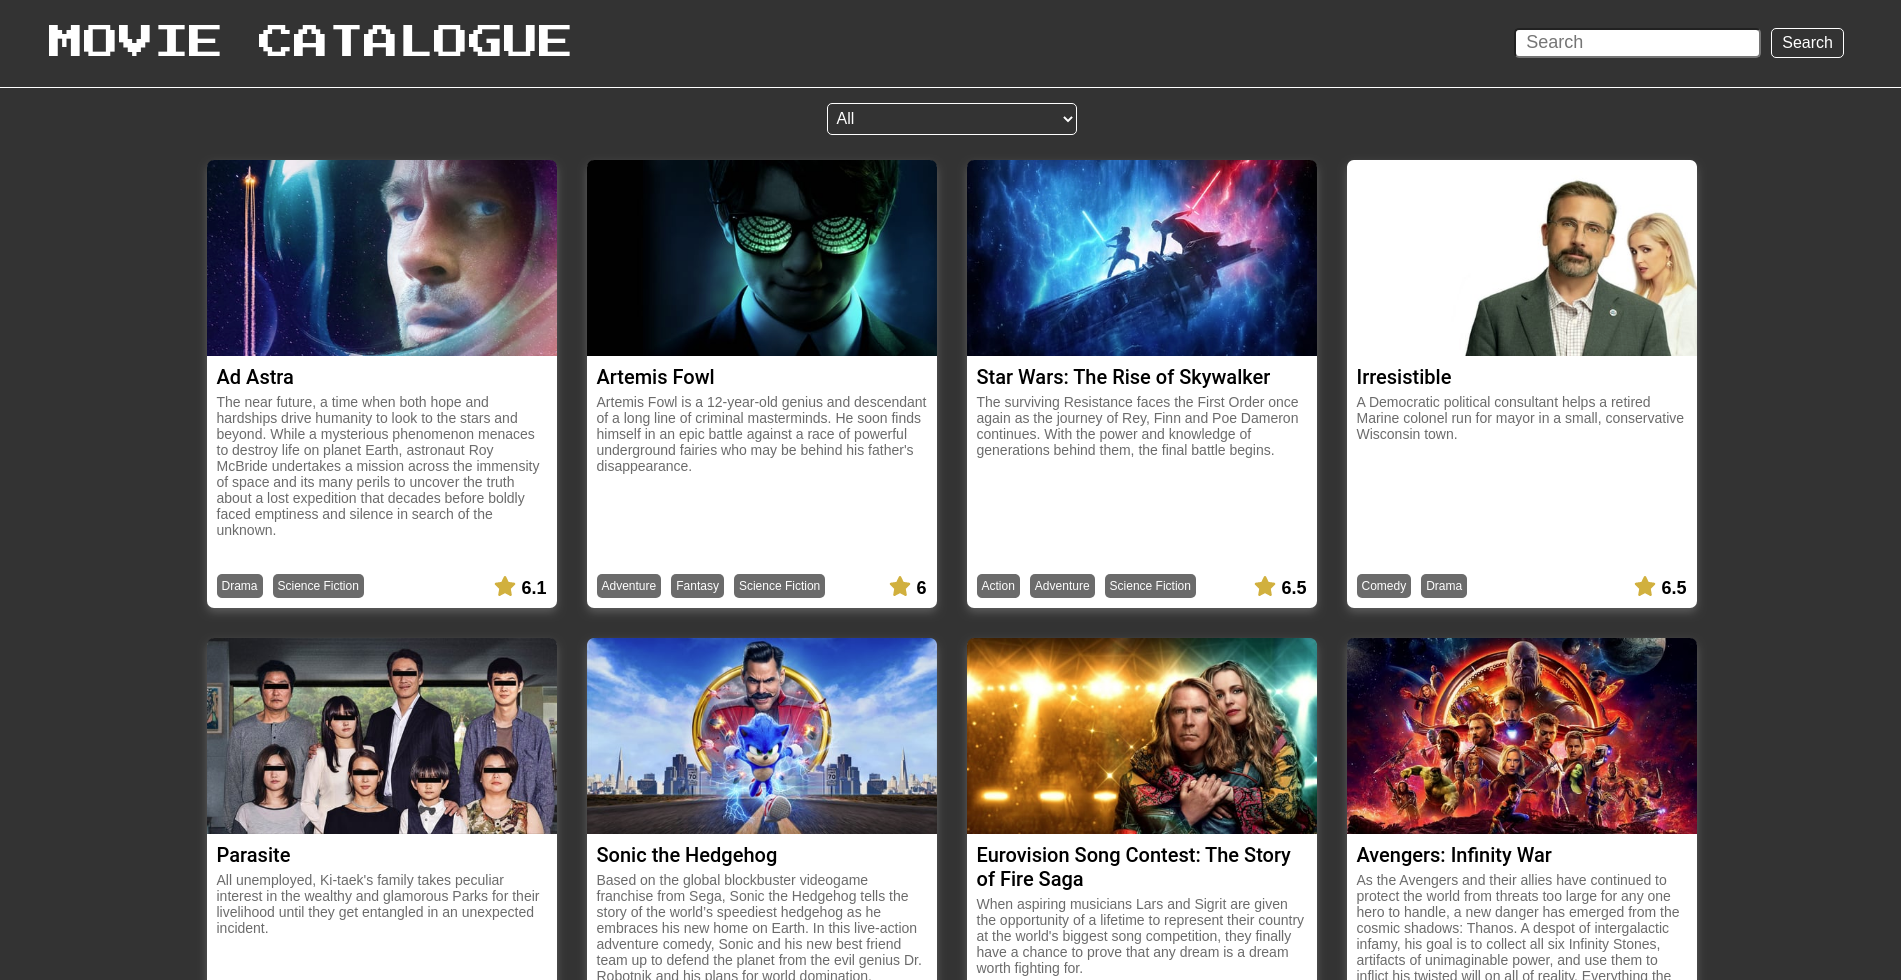 MOVIE CATALOGUE
Search
Search
All
Ad Astra
The near future, a time when both hope and
hardships drive humanity to look to the stars and
beyond. While a mysterious phenomenon menaces
to destroy life on planet Earth, astronaut Roy
McBride undertakes a mission across the immensity
of space and its many perils to uncover the truth
about a lost expedition that decades before boldly
faced emptiness and silence in search of the
unknown.
Drama
Science Fiction
6.1
Artemis Fowl
Artemis Fowl is a 12-year-old genius and descendant
of a long line of criminal masterminds. He soon finds
himself in an epic battle against a race of powerful
underground fairies who may be behind his father's
disappearance.
Adventure
Fantasy
Science Fiction
6
Star Wars: The Rise of Skywalker
The surviving Resistance faces the First Order once
again as the journey of Rey, Finn and Poe Dameron
continues. With the power and knowledge of
generations behind them, the final battle begins.
Action
Adventure
Science Fiction
6.5
Irresistible
A Democratic political consultant helps a retired
Marine colonel run for mayor in a small, conservative
Wisconsin town.
Comedy
Drama
6.5
Parasite
All unemployed, Ki-taek's family takes peculiar
interest in the wealthy and glamorous Parks for their
livelihood until they get entangled in an unexpected
incident.
Sonic the Hedgehog
Based on the global blockbuster videogame
franchise from Sega, Sonic the Hedgehog tells the
story of the world's speediest hedgehog as he
embraces his new home on Earth. In this live-action
adventure comedy, Sonic and his new best friend
team up to defend the planet from the evil genius Dr.
Robotnik and his plans for world domination.
Eurovision Song Contest: The Story
of Fire Saga
When aspiring musicians Lars and Sigrit are given
the opportunity of a lifetime to represent their country
at the world's biggest song competition, they finally
have a chance to prove that any dream is a dream
worth fighting for.
Avengers: Infinity War
As the Avengers and their allies have continued to
protect the world from threats too large for any one
hero to handle, a new danger has emerged from the
cosmic shadows: Thanos. A despot of intergalactic
infamy, his goal is to collect all six Infinity Stones,
artifacts of unimaginable power, and use them to
inflict his twisted will on all of reality. Everything the